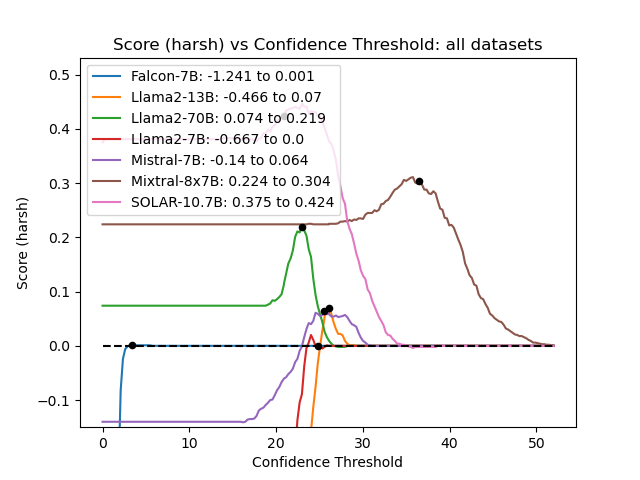 Score (harsh) vs Confidence Threshold: all datasets
Falcon-7B: -1.241 to 0.001
Llama2-13B: -0.466 to 0.07
Llama2-70B: 0.074 to 0.219
Llama2-7B: -0.667 to 0.0
Mistral-7B: -0.14 to 0.064
Mixtral-8x7B: 0.224 to 0.304
SOLAR-10.7B: 0.375 to 0.424
Score (harsh)
0.5
0.4
0.3
0.2
0.1
0.0
−0.1
0 10 20 30 40 50
Confidence Threshold